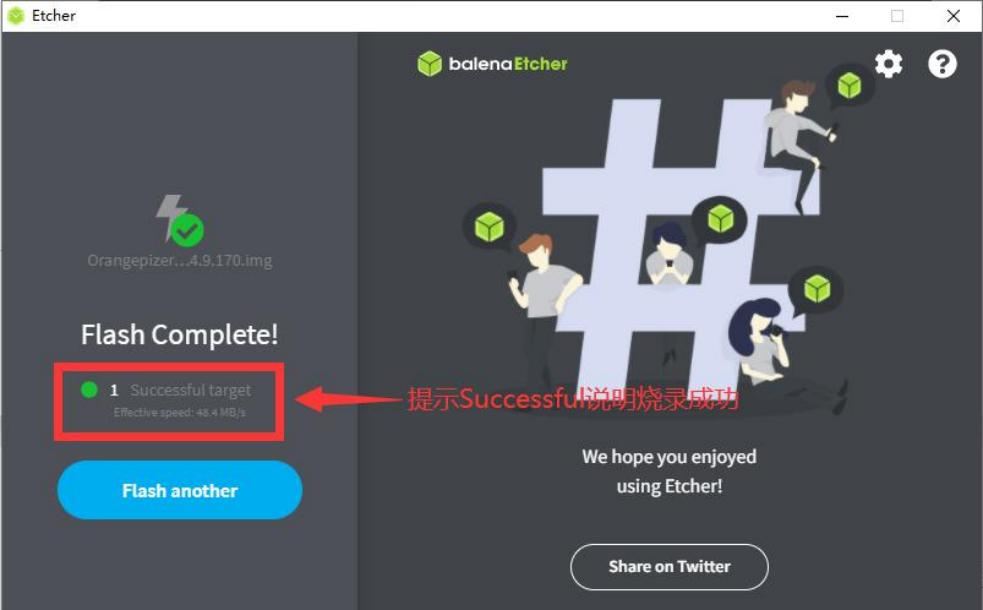 Etcher
balenaEtcher
Orangepizer...4.9.170.img
Flash Complete!
1 Successful target
Effective speed: 48.4 MB/s
提示Successful说明烧录成功
Flash another
We hope you enjoyed
using Etcher!
Share on Twitter